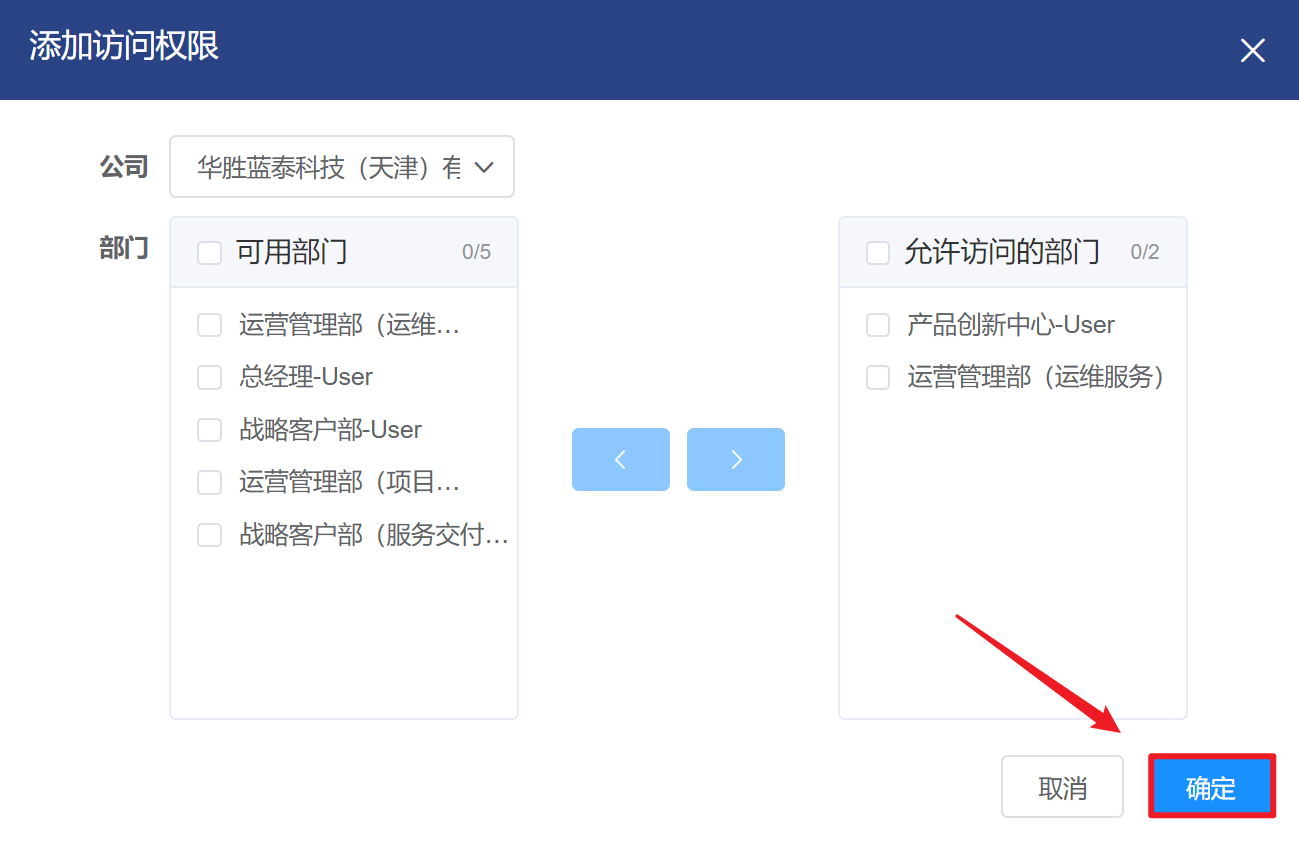 添加访问权限
公司
华胜蓝泰科技（天津）有
部门
可用部门 0/5
运营管理部（运维…
总经理-User
战略客户部-User
运营管理部（项目…
战略客户部（服务交付…
允许访问的部门 0/2
产品创新中心-User
运营管理部（运维服务）
取消
确定